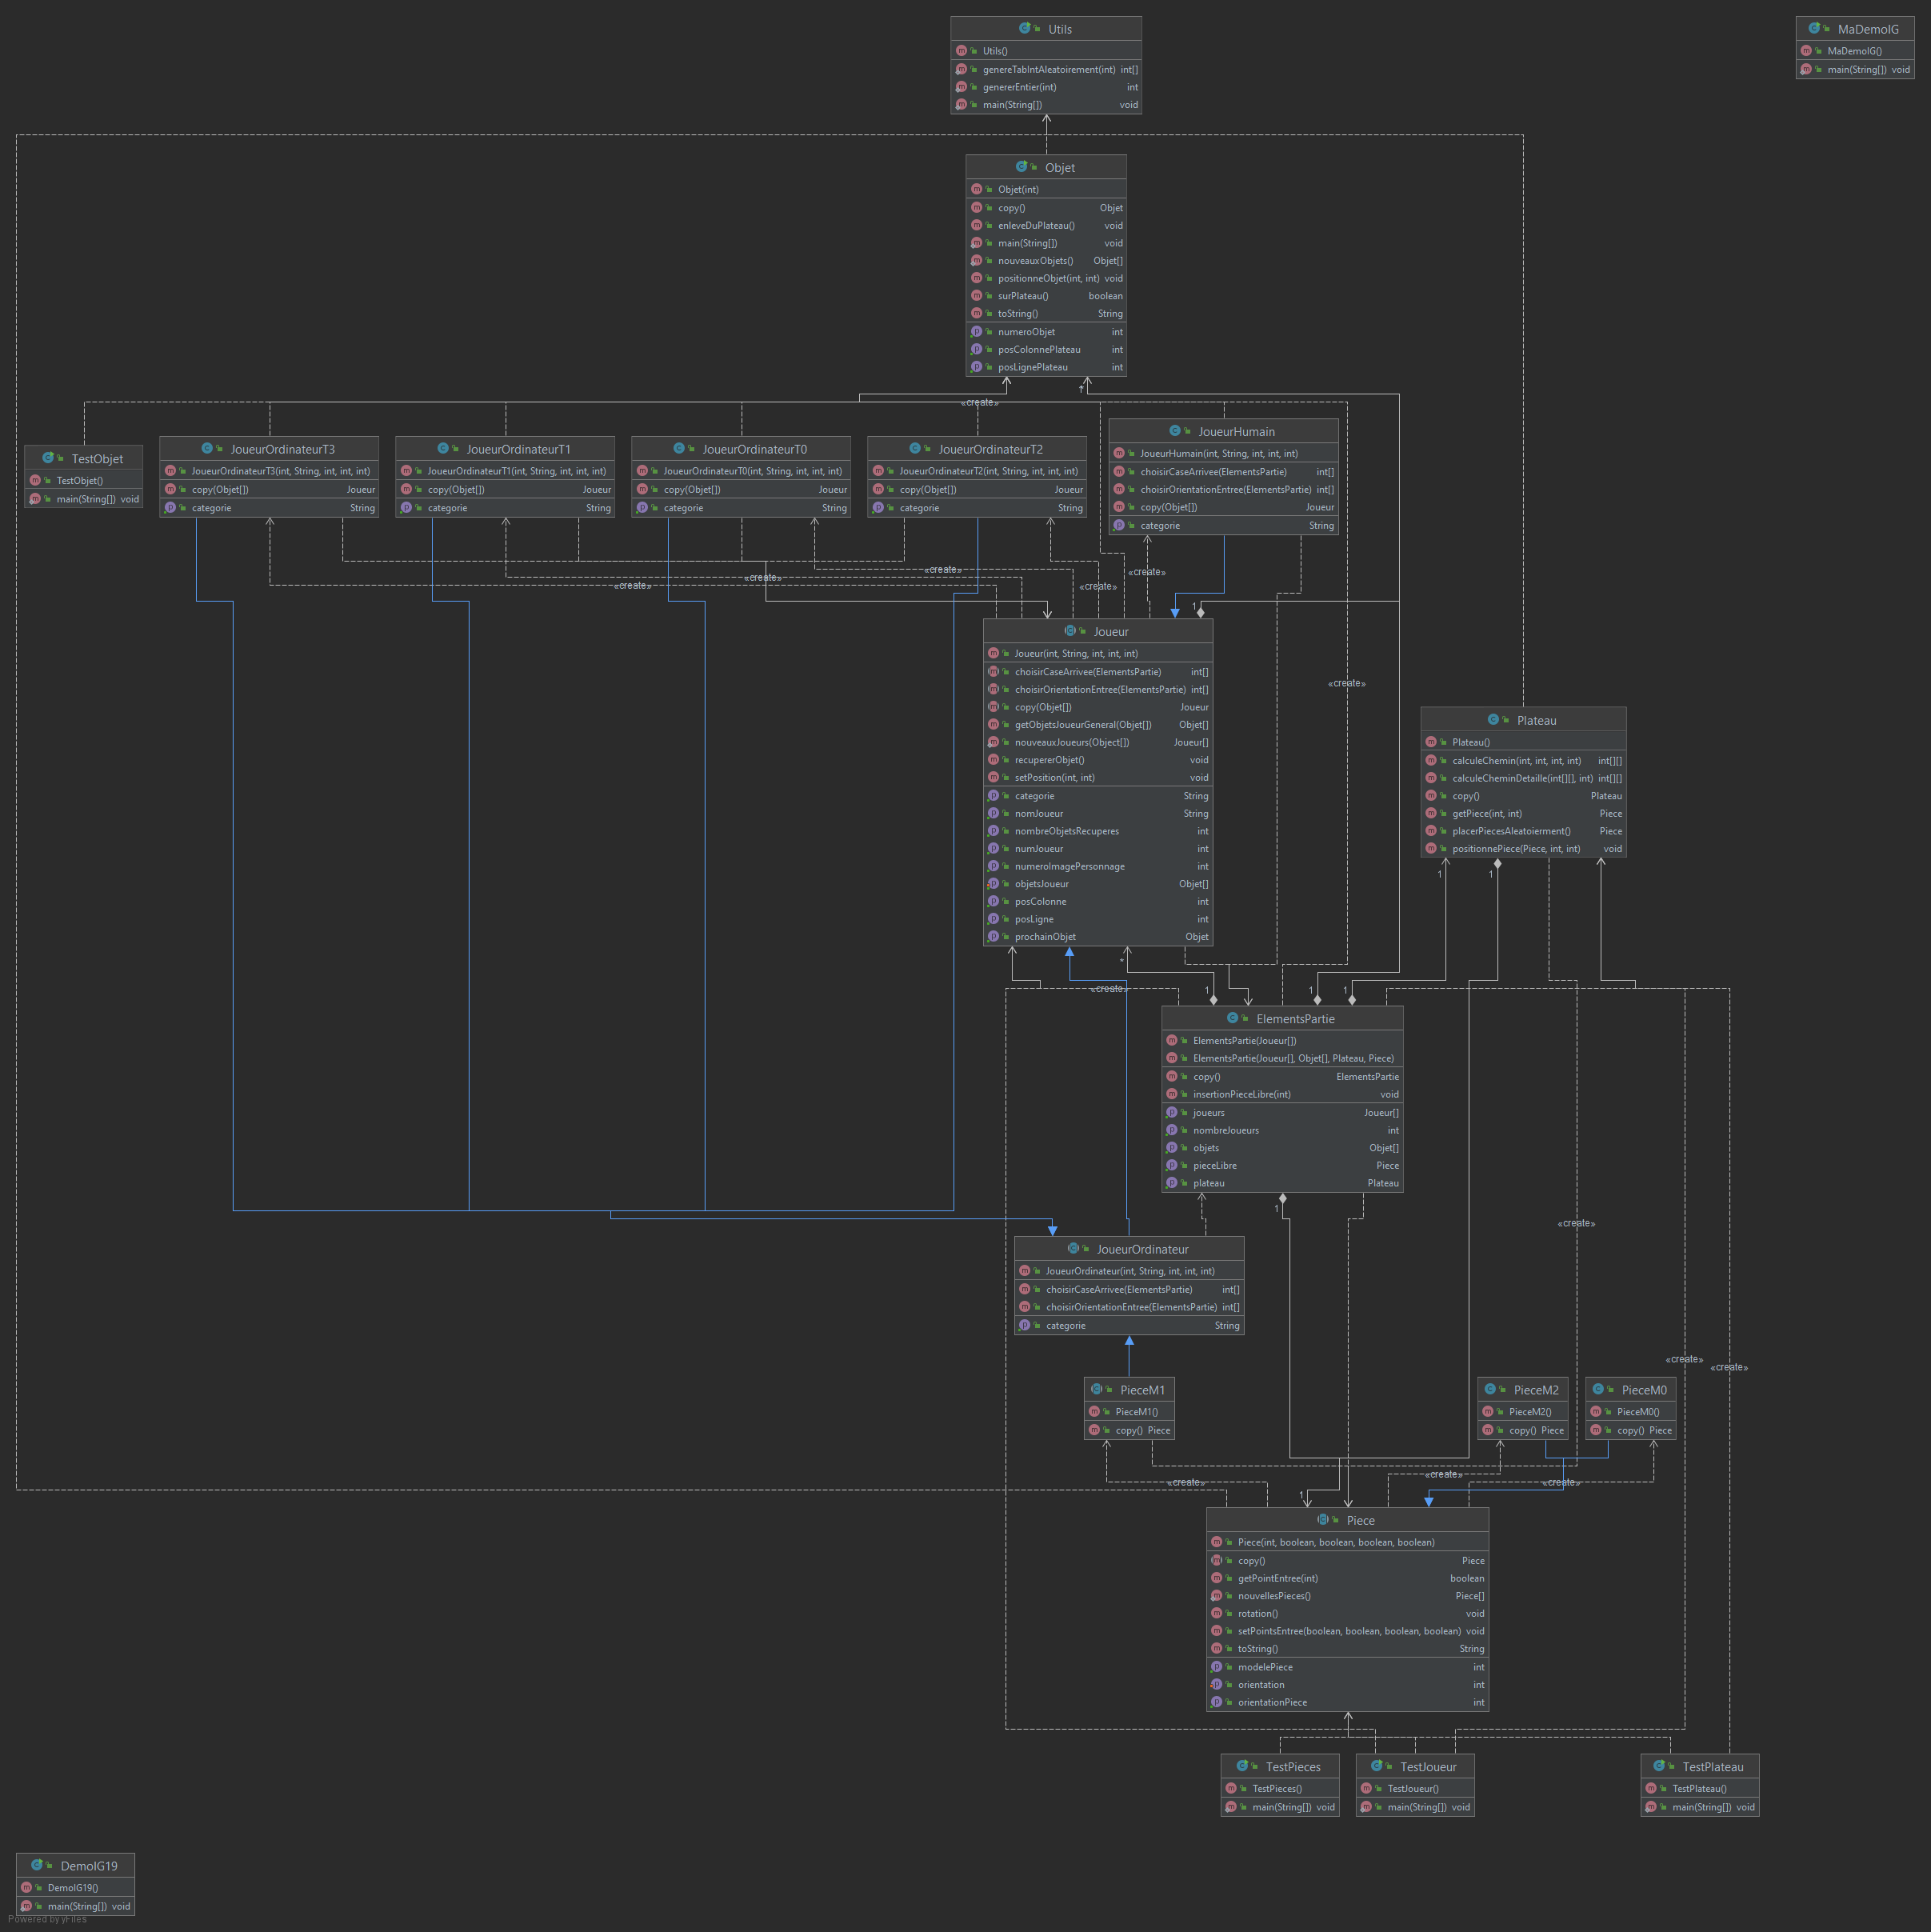 Utils
Utils()
genereTabIntAleatoirement(int) int[]
genererEntier(int) int
main(String[]) void
MaDemoIG
MaDemoIG()
main(String[]) void
Objet
Objet(int)
copy() Objet
enleveDuPlateau() void
main(String[]) void
nouveauxObjets() Objet[]
positionneObjet(int, int) void
surPlateau() boolean
toString() String
numeroObjet int
posColonnePlateau int
posLignePlateau int
«create»
TestObjet
TestObjet()
main(String[]) void
JoueurOrdinateurT3
JoueurOrdinateurT3(int, String, int, int, int)
copy(Objet[]) Joueur
categorie String
JoueurOrdinateurT1
JoueurOrdinateurT1(int, String, int, int, int)
copy(Objet[]) Joueur
categorie String
JoueurOrdinateurT0
JoueurOrdinateurT0(int, String, int, int, int)
copy(Objet[]) Joueur
categorie String
JoueurOrdinateurT2
JoueurOrdinateurT2(int, String, int, int, int)
copy(Objet[]) Joueur
categorie String
JoueurHumain
JoueurHumain(int, String, int, int, int)
choisirCaseArrivee(ElementsPartie) int[]
choisirOrientationEntree(ElementsPartie) int[]
copy(Objet[]) Joueur
categorie String
«create»
«create»
«create»
«create»
«create»
1
Joueur
Joueur(int, String, int, int, int)
choisirCaseArrivee(ElementsPartie) int[]
choisirOrientationEntree(ElementsPartie) int[]
copy(Objet[]) Joueur
getObjetsJoueurGeneral(Objet[]) Objet[]
nouveauxJoueurs(Object[]) Joueur[]
recupererObjet() void
setPosition(int, int) void
categorie String
nomJoueur String
nombreObjetsRecuperes int
numJoueur int
numeroImagePersonnage int
objetsJoueur Objet[]
posColonne int
posLigne int
prochainObjet Objet
«create»
Plateau
Plateau()
calculeChemin(int, int, int, int) int[][]
calculeCheminDetaille(int[][], int) int[][]
copy() Plateau
getPiece(int, int) Piece
placerPiecesAleatoierment() Piece
positionnePiece(Piece, int, int) void
1
1
*
«create»
1
1
1
ElementsPartie
ElementsPartie(Joueur[])
ElementsPartie(Joueur[], Objet[], Plateau, Piece)
copy() ElementsPartie
insertionPieceLibre(int) void
joueurs Joueur[]
nombreJoueurs int
objets Objet[]
pieceLibre Piece
plateau Plateau
1
«create»
JoueurOrdinateur
JoueurOrdinateur(int, String, int, int, int)
choisirCaseArrivee(ElementsPartie) int[]
choisirOrientationEntree(ElementsPartie) int[]
categorie String
«create»
«create»
PieceM1
PieceM1()
copy() Piece
PieceM2
PieceM2()
copy() Piece
PieceM0
PieceM0()
copy() Piece
«create»
«create»
«create»
1
Piece
Piece(int, boolean, boolean, boolean, boolean)
copy() Piece
getPointEntree(int) boolean
nouvellesPieces() Piece[]
rotation() void
setPointsEntree(boolean, boolean, boolean, boolean) void
toString() String
modelePiece int
orientation int
orientationPiece int
TestPieces
TestPieces()
main(String[]) void
TestJoueur
TestJoueur()
main(String[]) void
TestPlateau
TestPlateau()
main(String[]) void
DemoIG19
DemoIG19()
main(String[]) void
Powered by yFiles